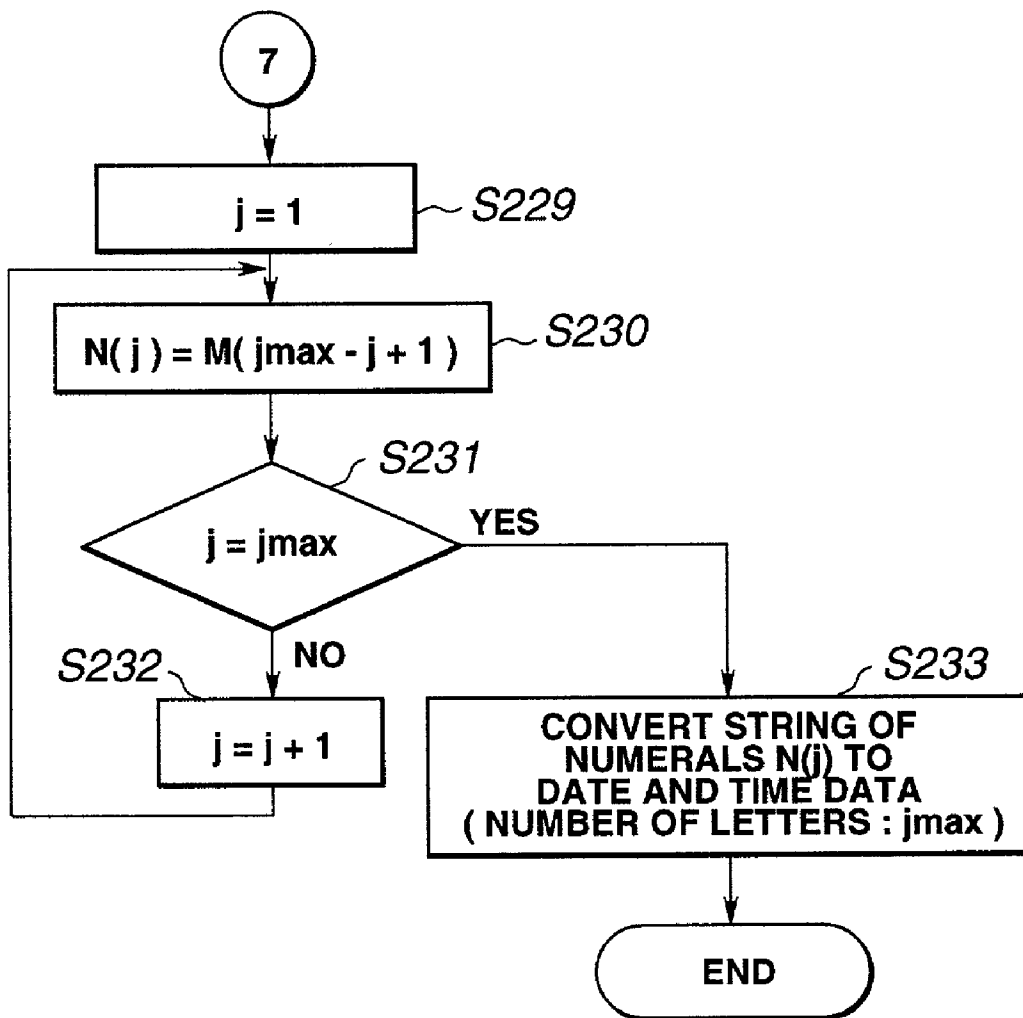 7
j = 1
S229
N( j ) = M( jmax - j + 1 )
S230
S231
j = jmax
YES
NO
S232
j = j + 1
S233
CONVERT STRING OF
NUMERALS N(j) TO
DATE AND TIME DATA
( NUMBER OF LETTERS : jmax )
END